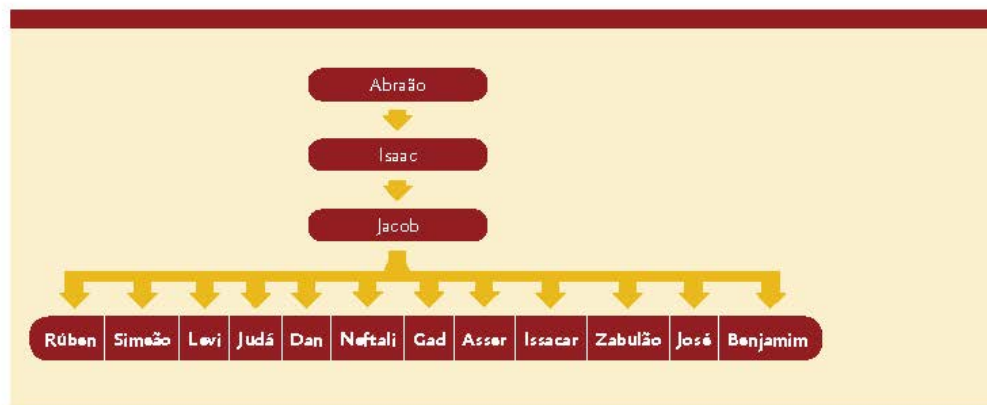 Abraão
Isaac
Jacob
Rúben Simeão Levi Judá Dan Neftali Gad Asser Issacar Zabulão José Benjamim